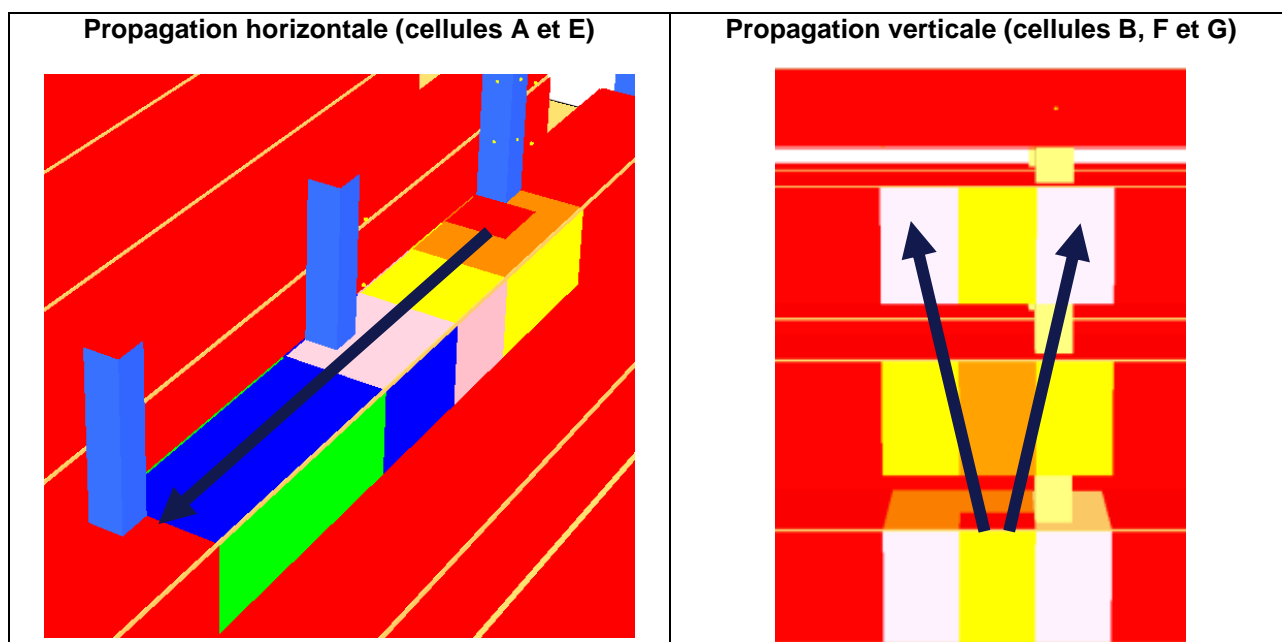 Propagation horizontale (cellules A et E)
Propagation verticale (cellules B, F et G)